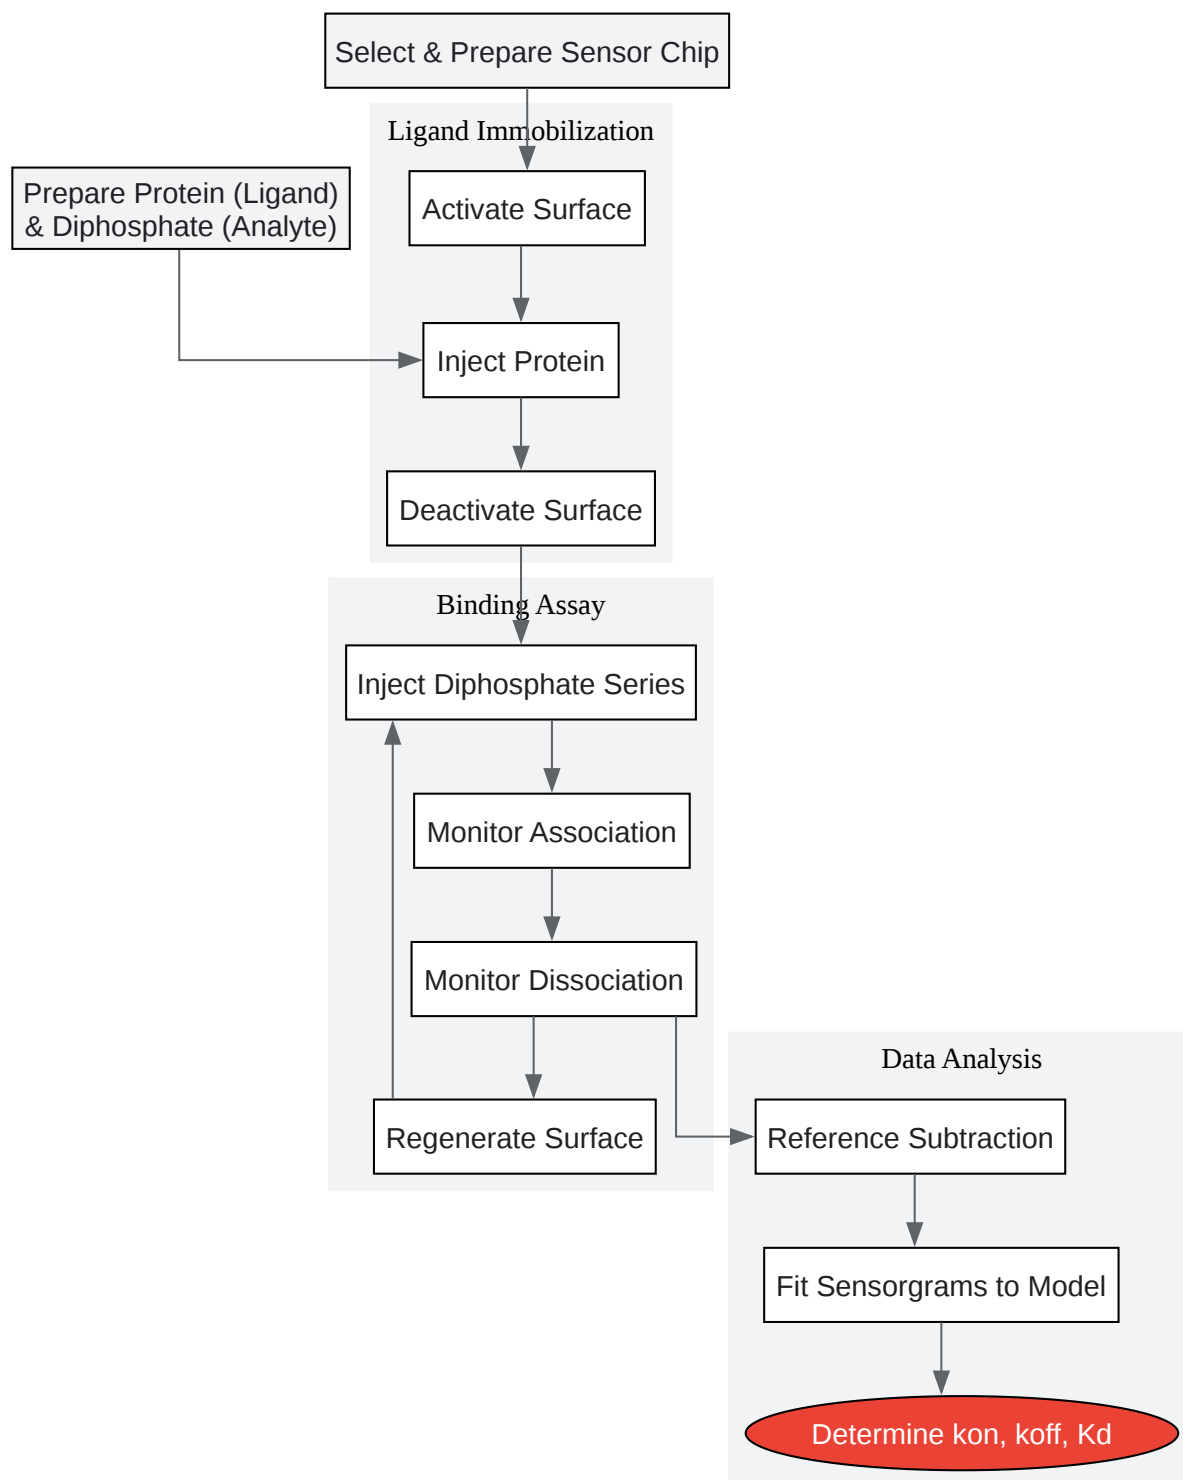 Select & Prepare Sensor Chip
Ligand Immobilization
Prepare Protein (Ligand)
& Diphosphate (Analyte)
Activate Surface
Inject Protein
Deactivate Surface
Binding Assay
Inject Diphosphate Series
Monitor Association
Monitor Dissociation
Regenerate Surface
Data Analysis
Reference Subtraction
Fit Sensorgrams to Model
Determine kon, koff, Kd